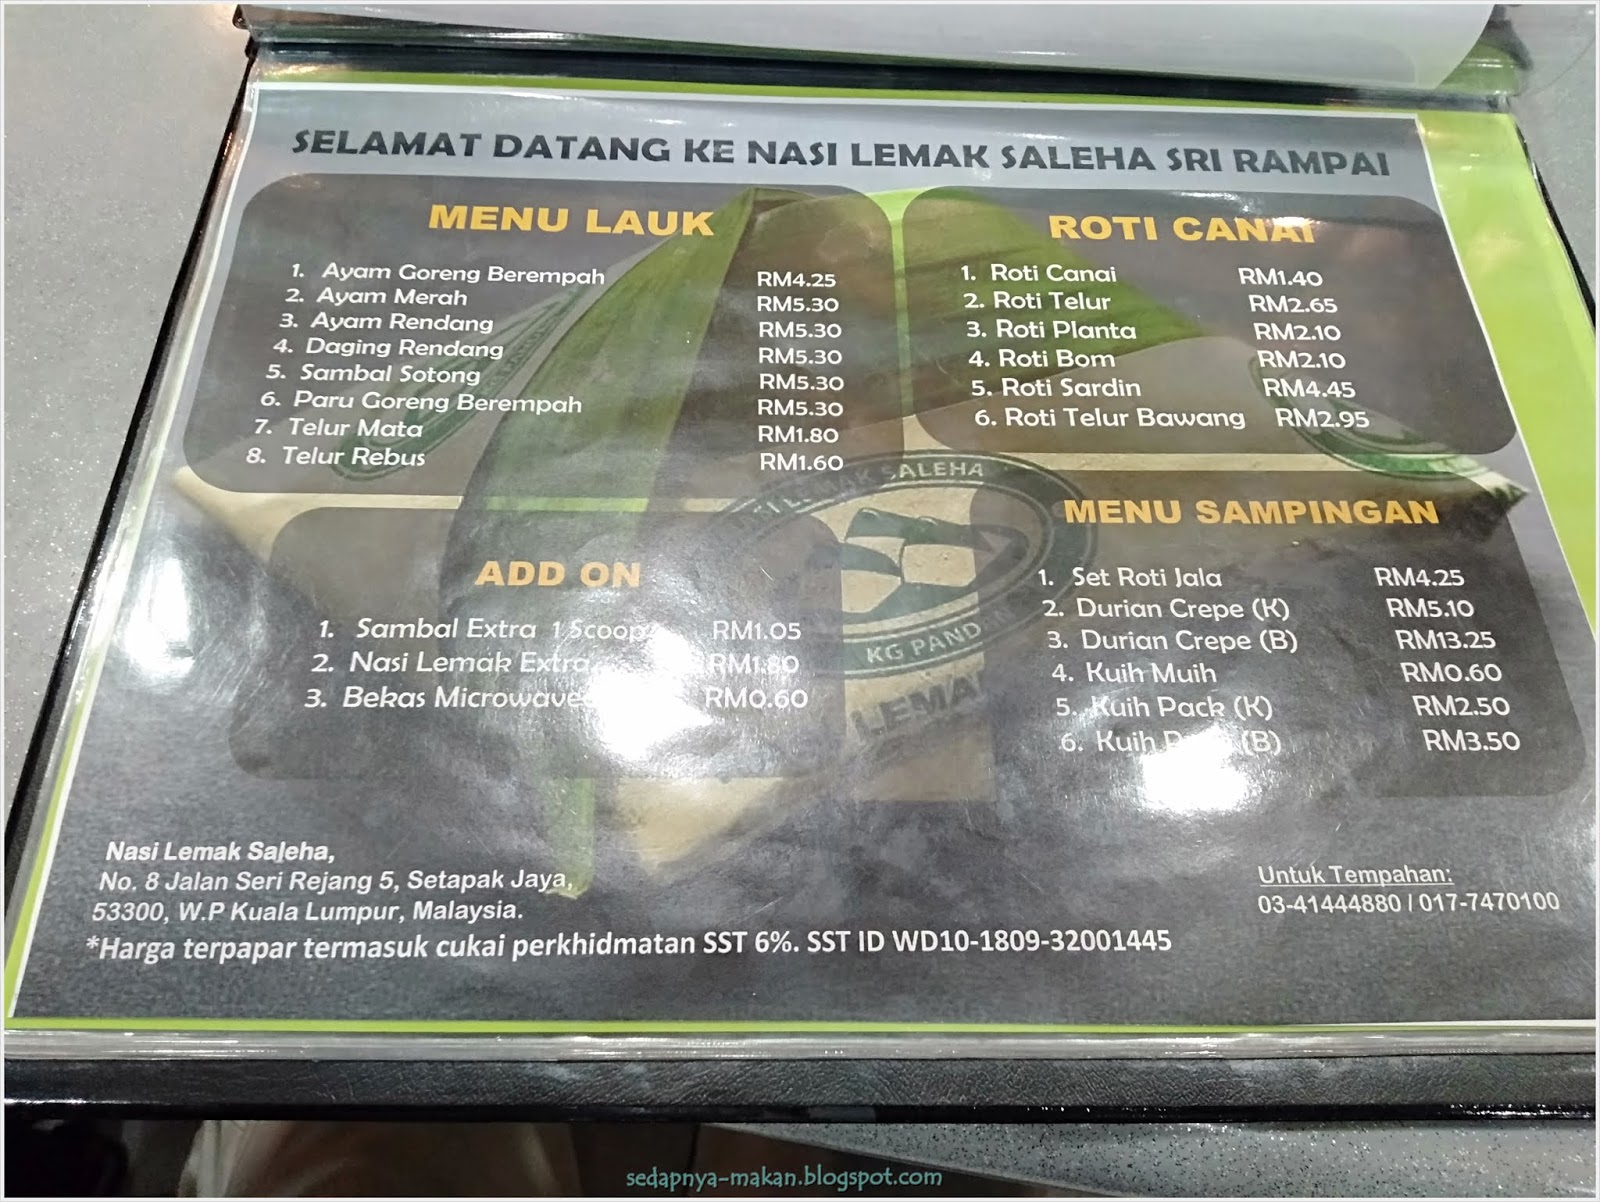 SELAMAT DATANG KE NASI LEMAK SALEHA SRI RAMPAI
MENU LAUK
1. Ayam Goreng Berempah RM4.25
2. Ayam Merah RM5.30
3. Ayam Rendang RM5.30
4. Daging Rendang RM5.30
5. Sambal Sotong RM5.30
6. Paru Goreng Berempah RM5.30
7. Telur Mata RM1.80
8. Telur Rebus RM1.60
ROTI CANAI
1. Roti Canai RM1.40
2. Roti Telur RM2.65
3. Roti Planta RM2.10
4. Roti Bom RM2.10
5. Roti Sardin RM4.45
6. Roti Telur Bawang RM2.95
ADD ON
1. Sambal Extra 1 Scoop RM1.05
2. Nasi Lemak Extra RM1.80
3. Bekas Microwave RM0.60
MENU SAMPINGAN
1. Set Roti Jala RM4.25
2. Durian Crepe (K) RM5.10
3. Durian Crepe (B) RM13.25
4. Kuih Muih RM0.60
5. Kuih Pack (K) RM2.50
6. Kuih (B) RM3.50
LEMAK SALEHA
KG PANDAN
LEMAK
Nasi Lemak Saleha,
No. 8 Jalan Seri Rejang 5, Setapak Jaya,
53300, W.P Kuala Lumpur, Malaysia.
*Harga terpapar termasuk cukai perkhidmatan SST 6%. SST ID WD10-1809-32001445
Untuk Tempahan:
03-41444880 / 017-7470100
sedapnya-makan.blogspot.com